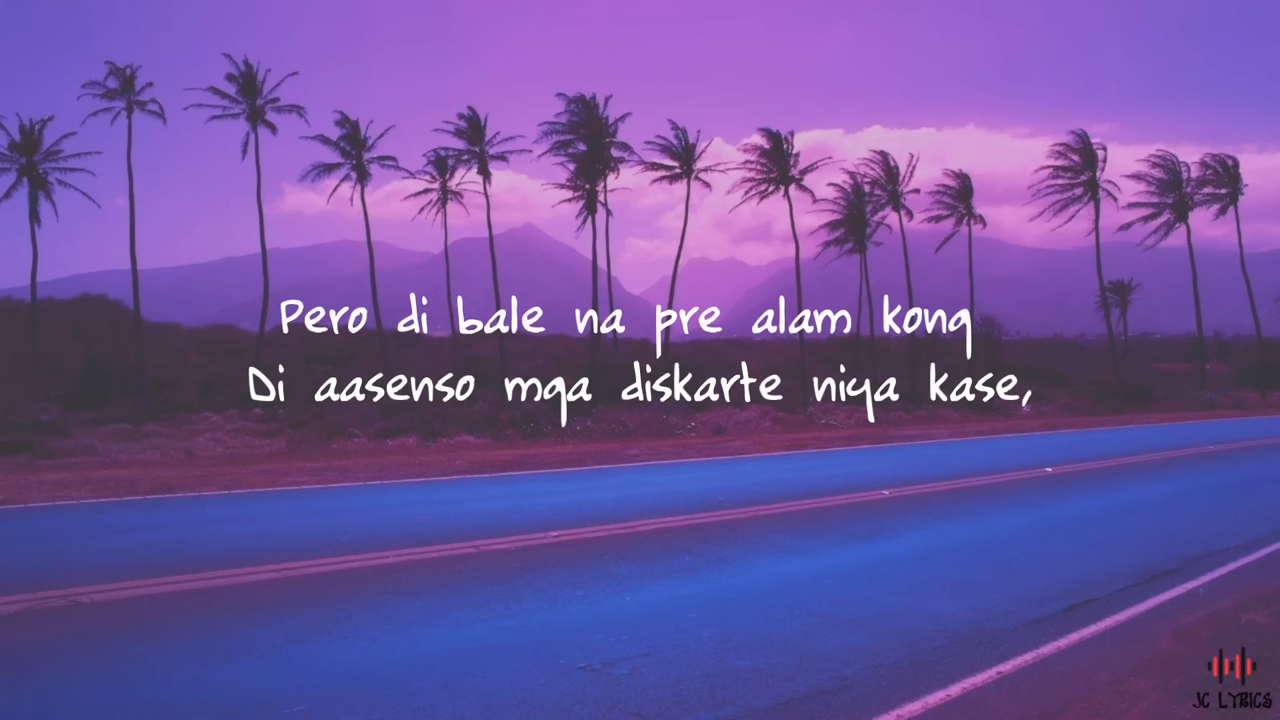 Pero di bale na pre alam kong
Di aasenso mga diskarte niya kase,
JC LYRICS